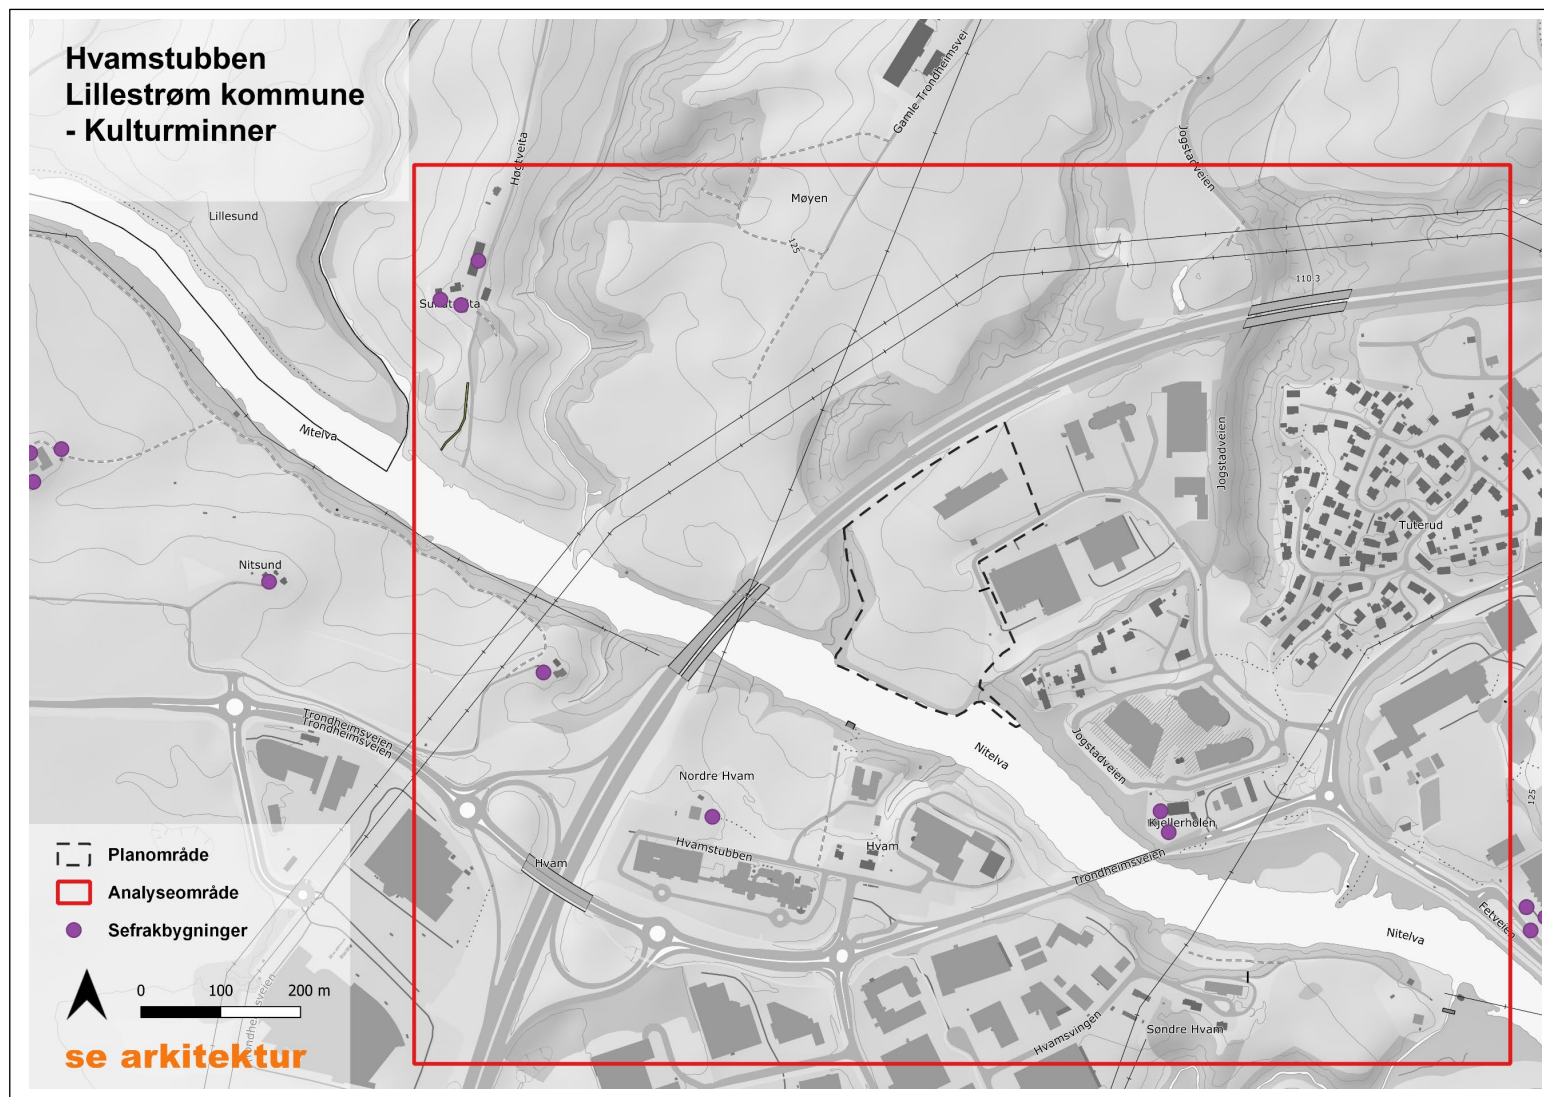 Hvamstubben
Lillestrøm kommune
- Kulturminner
Gamle Trondheimsvei
Høgtveita
Jogstadveien
Møyen
Lillesund
125
110.3
Nitelva
Jogstadveien
Tuterud
Nitsund
Trondheimsveien
Trondheimsveien
Nitelva
Jogstadveien
Nordre Hvam
Kjellerholen
Hvamstubben
Hvam
Hvam
Trondheimsveien
125
Fetveien
Nitelva
Hvamsvingen
Søndre Hvam
Planområde
Analyseområde
Sefrakbygninger
0 100 200 m
se arkitektur